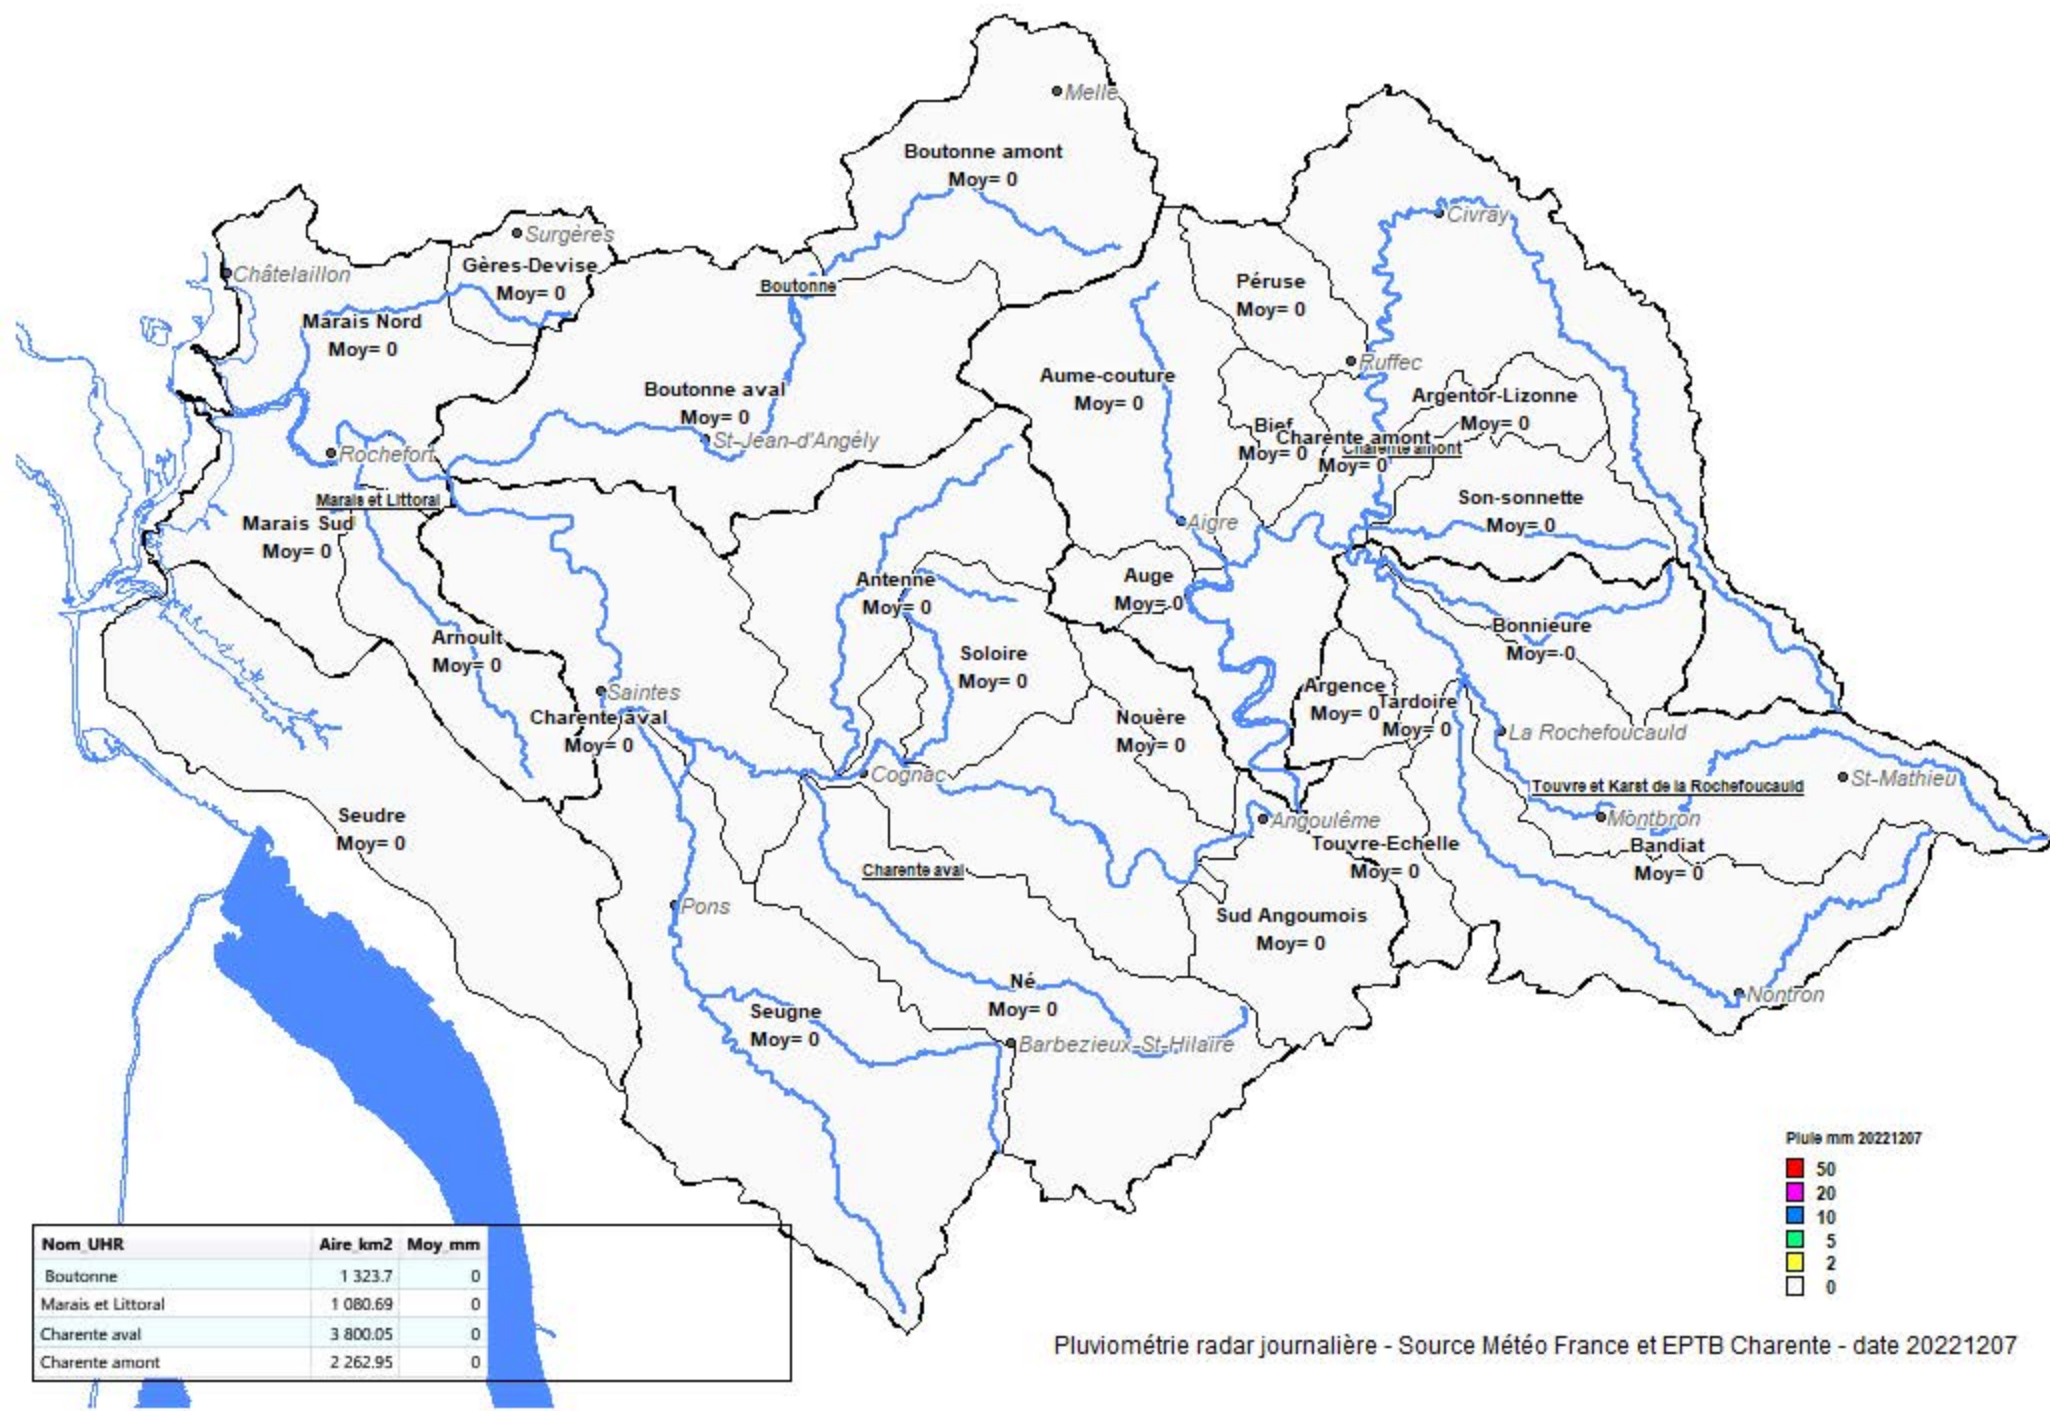 Melle
Boutonne amont
Moy= 0
Civray
Surgères
Châtelaillon
Gères-Devise
Moy= 0
Boutonne
Péruse
Moy= 0
Marais Nord
Moy= 0
Ruffec
Aume-couture
Moy= 0
Boutonne aval
Moy= 0
Argentor-Lizonne
Moy= 0
Bief
Moy= 0
Charente amont
Moy= 0
Charente amont
St-Jean-d'Angély
Rochefort
Marais et Littoral
Son-sonnette
Moy= 0
Marais Sud
Moy= 0
Aigre
Antenne
Moy= 0
Auge
Moy= 0
Bonnieure
Moy= 0
Arnoult
Moy= 0
Soloire
Moy= 0
Saintes
Argence
Moy= 0
Tardoire
Moy= 0
Charente aval
Moy= 0
Nouère
Moy= 0
La Rochefoucauld
Cognac
Touvre et Karst de la Rochefoucauld
St-Mathieu
Seudre
Moy= 0
Angoulême
Montbron
Touvre-Echelle
Moy= 0
Bandiat
Moy= 0
Charente aval
Pons
Sud Angoumois
Moy= 0
Né
Moy= 0
Nontron
Seugne
Moy= 0
Barbezieux-St-Hilaire
Pluie mm 20221207
50
20
10
5
2
0
Nom_UHR Aire_km2 Moy_mm
Boutonne 1 323.7 0
Marais et Littoral 1 080.69 0
Charente aval 3 800.05 0
Charente amont 2 262.95 0
Pluviométrie radar journalière - Source Météo France et EPTB Charente - date 20221207